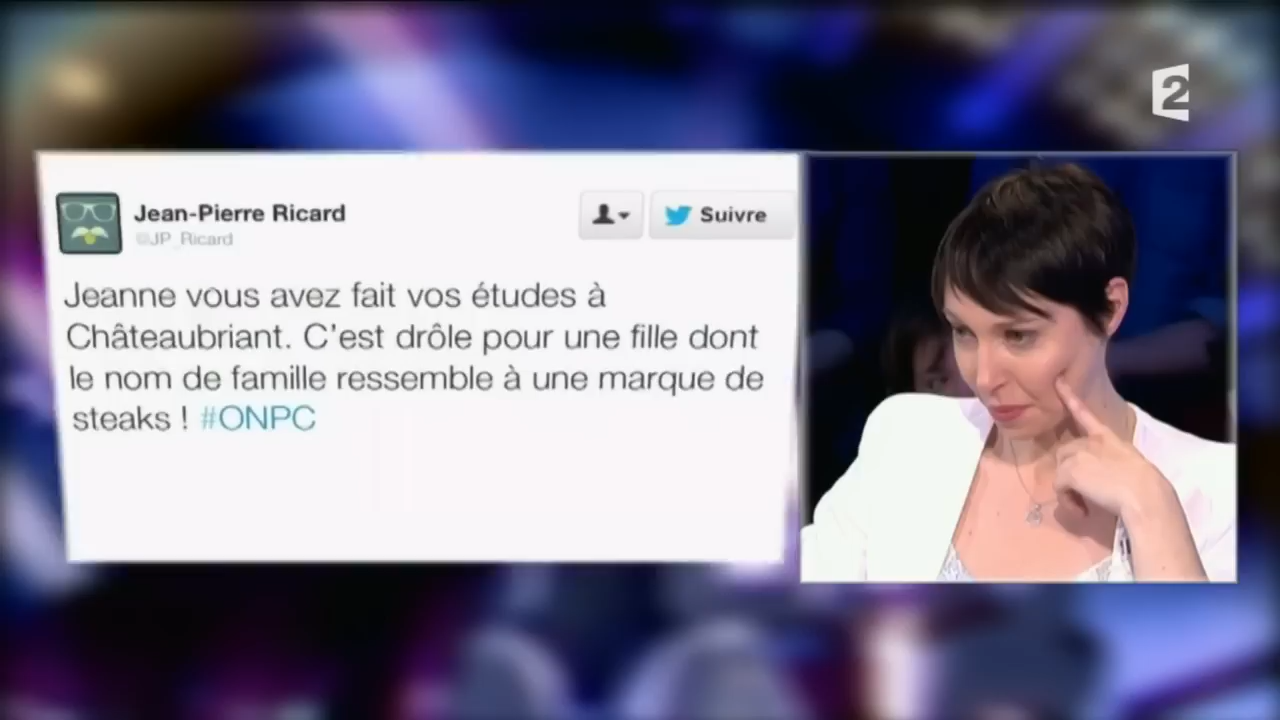 2
Jean-Pierre Ricard
@JP_Ricard
Suivre
Jeanne vous avez fait vos études à
Châteaubriant. C'est drôle pour une fille dont
le nom de famille ressemble à une marque de
steaks ! #ONPC